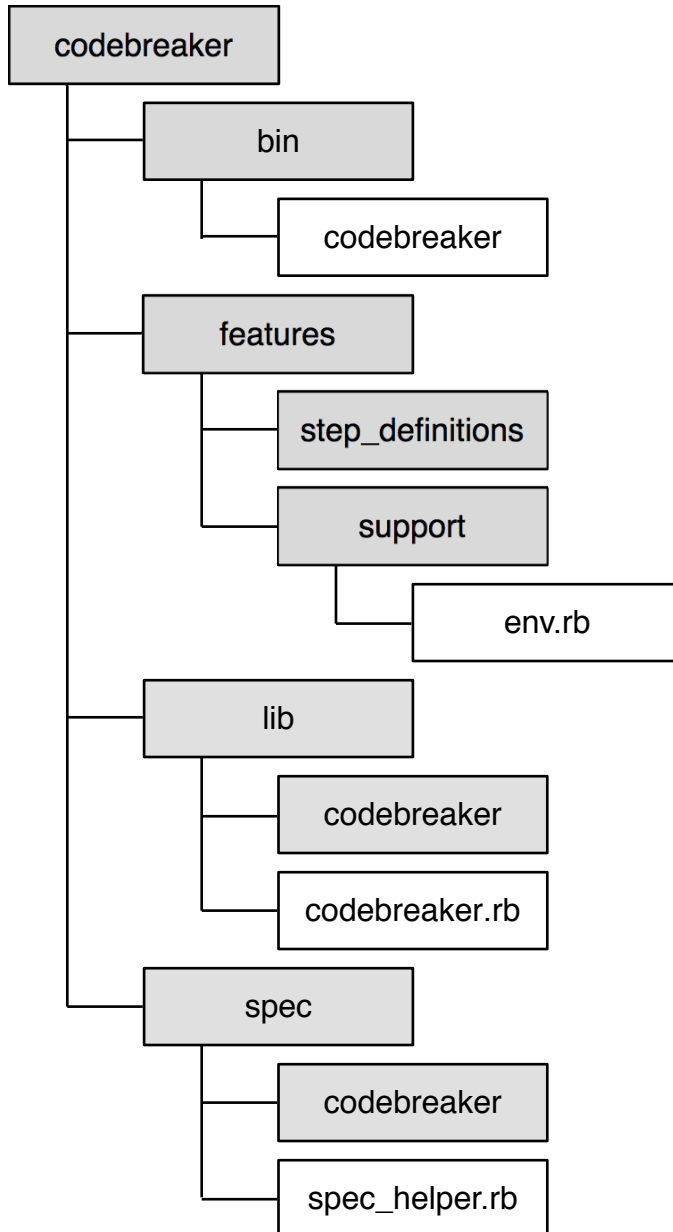 codebreaker
bin
codebreaker
features
step_definitions
support
env.rb
lib
codebreaker
codebreaker.rb
spec
codebreaker
spec_helper.rb